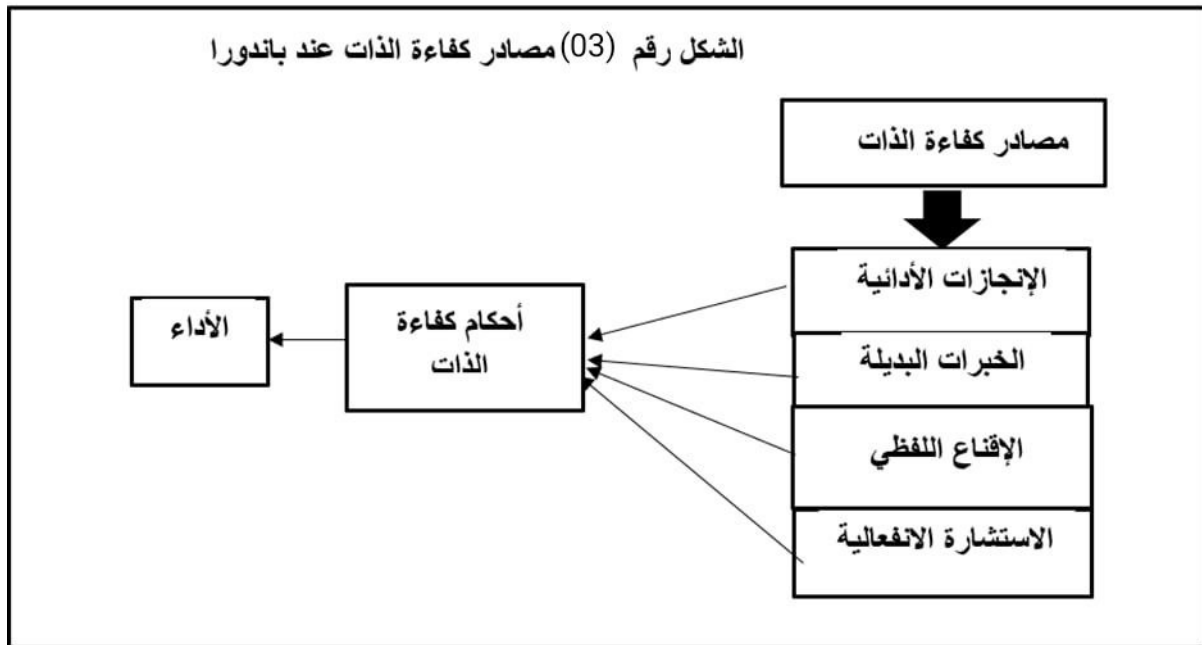 الشكل رقم (03) مصادر كفاءة الذات عند باندورا
مصادر كفاءة الذات
الإنجازات الأدائية
الخبرات البديلة
الإقناع اللفظي
الاستشارة الانفعالية
أحكام كفاءة
الذات
الأداء